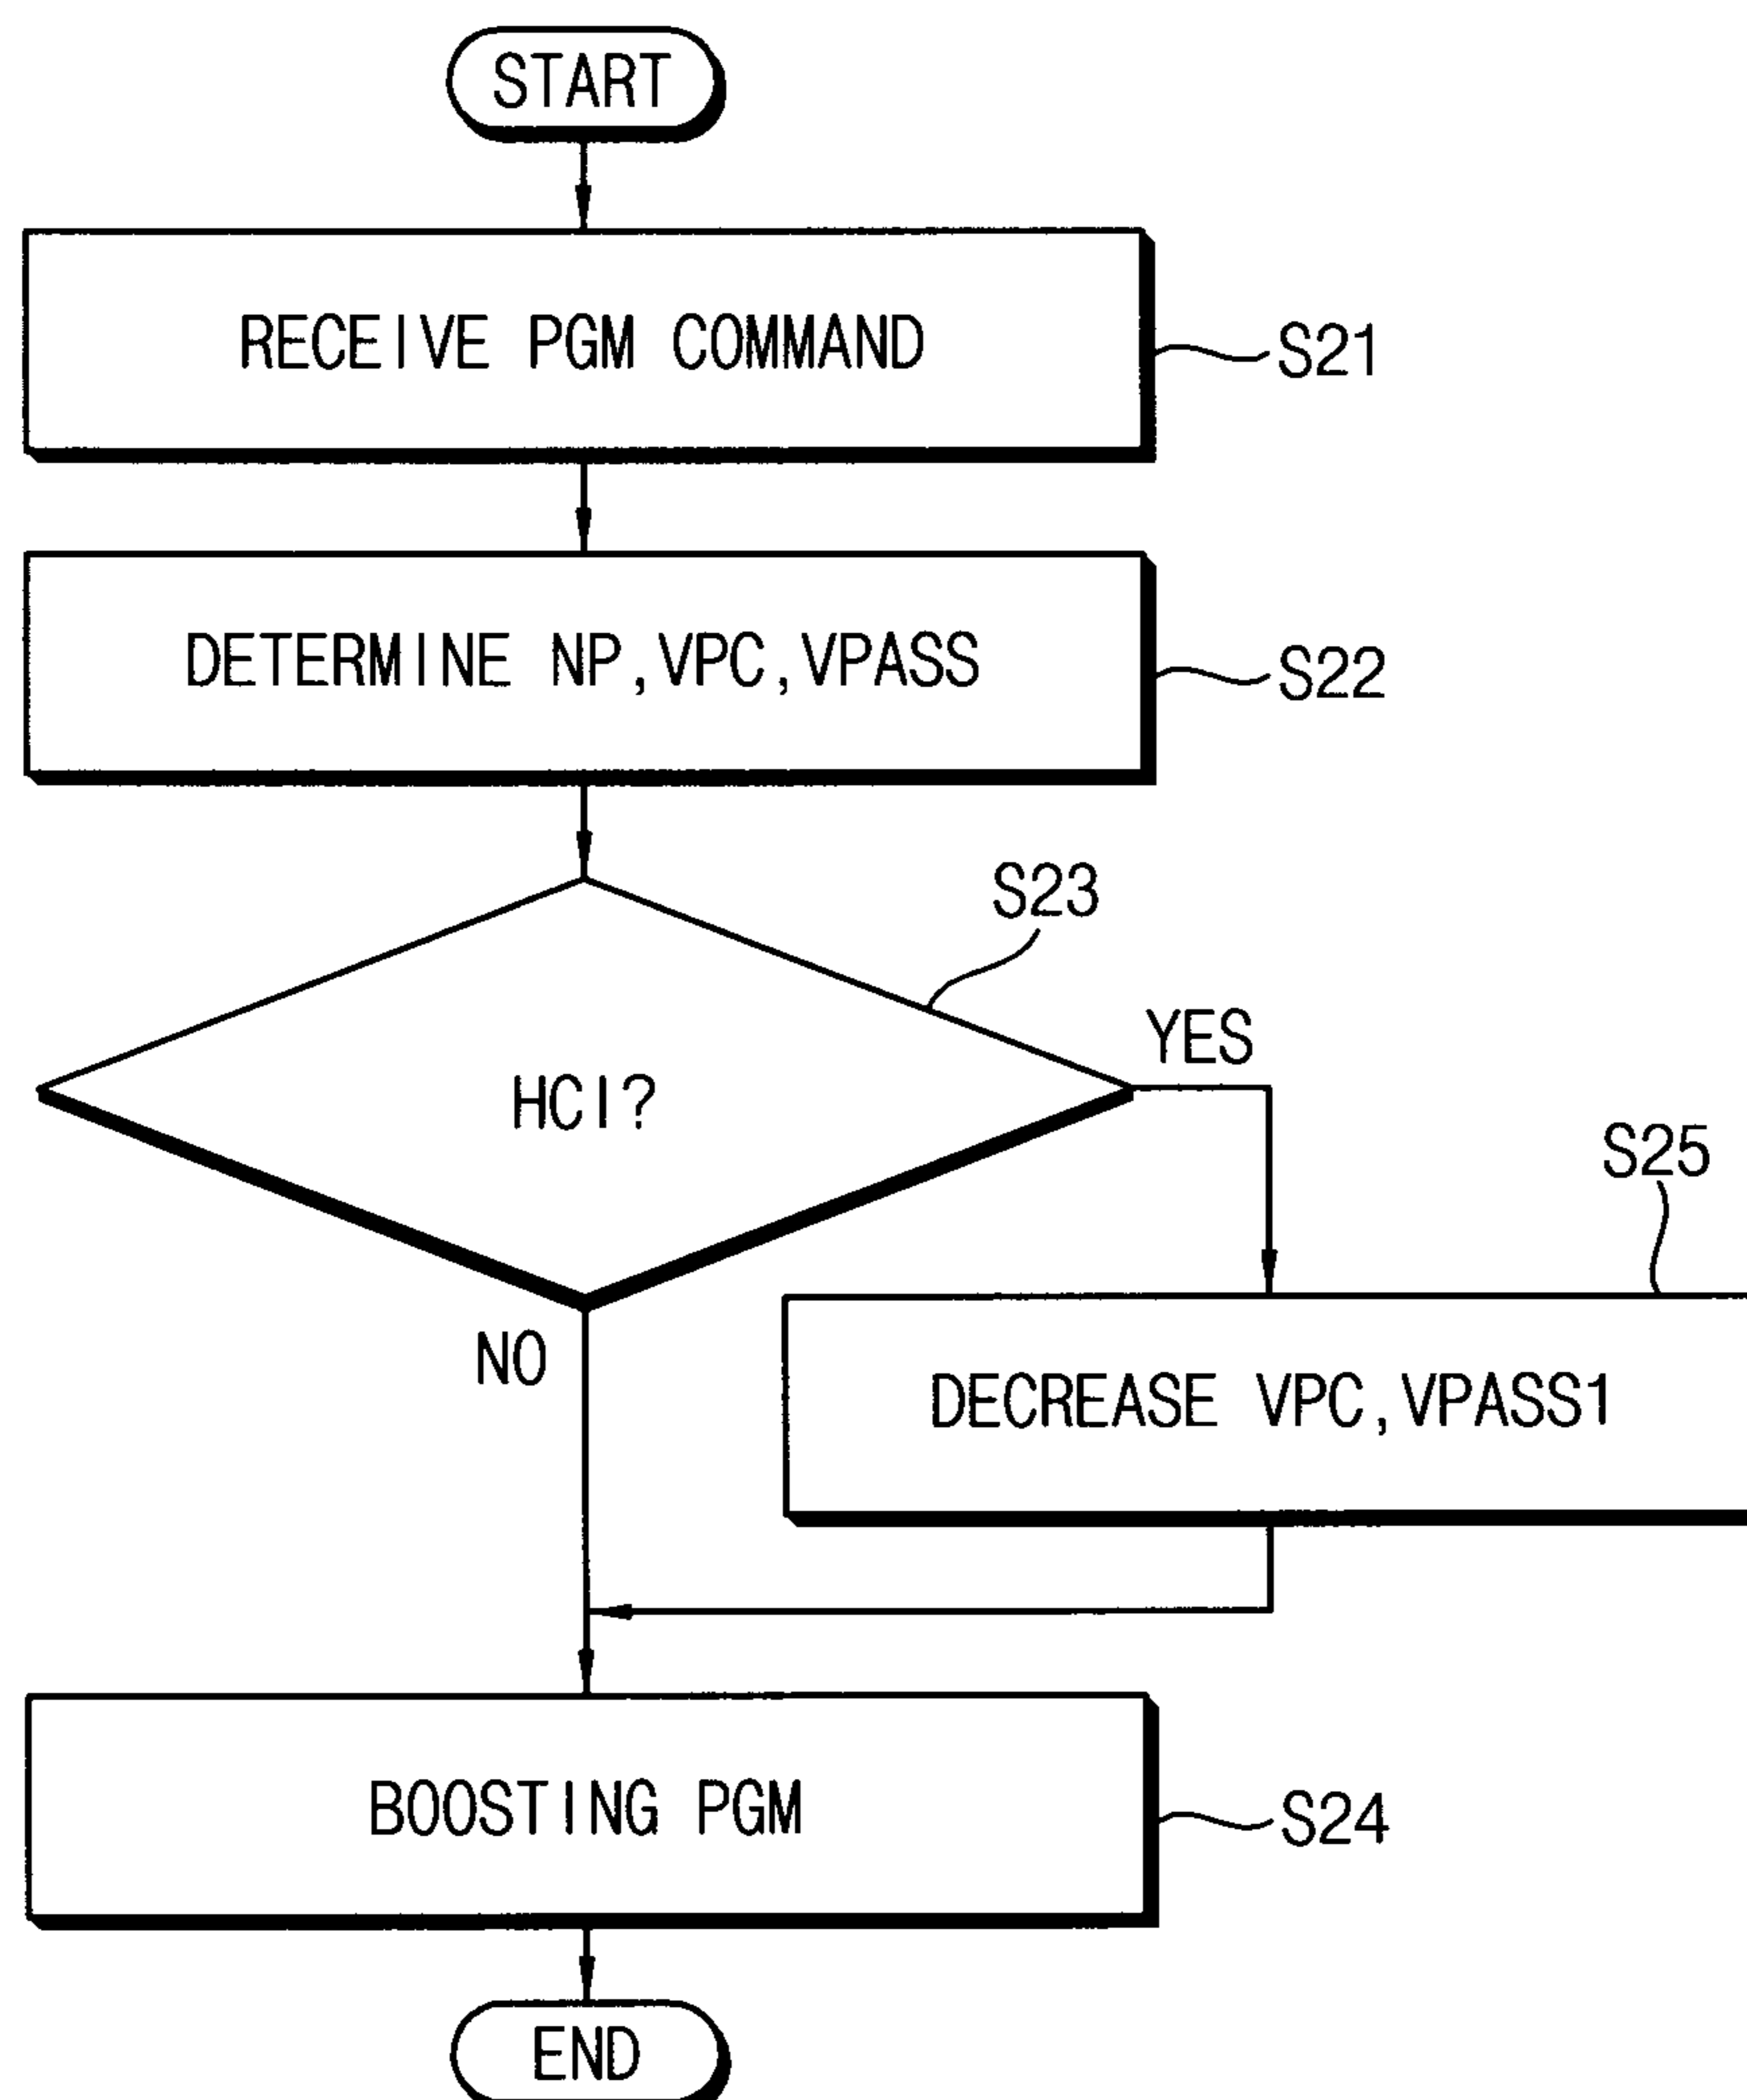 START
RECEIVE PGM COMMAND
S21
DETERMINE NP,VPC,VPASS
S22
S23
HCI?
YES
S25
NO
DECREASE VPC,VPASS1
BOOSTING PGM
S24
END